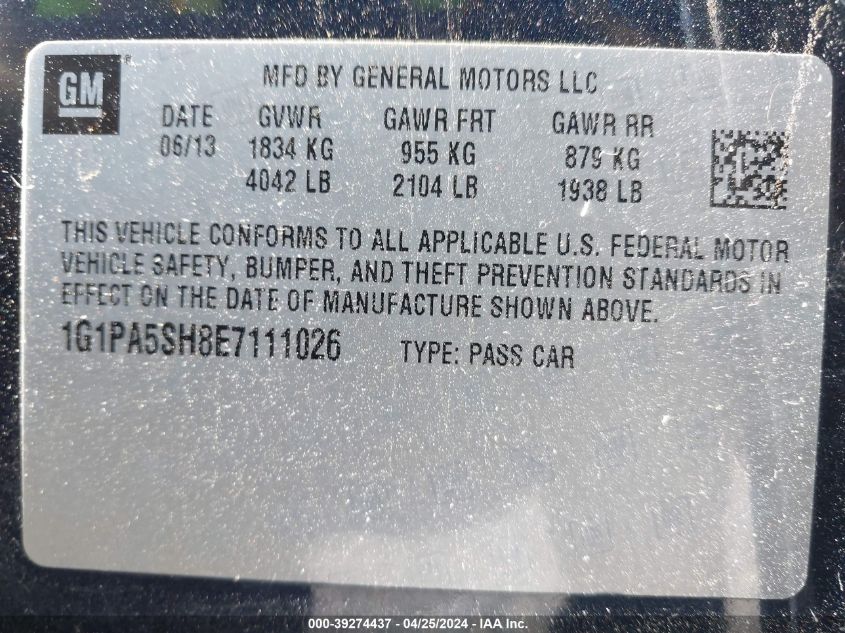 GM
MFD BY GENERAL MOTORS LLC
DATE GVWR GAWR FRT GAWR RR
06/13 1834 KG 955 KG 879 KG
4042 LB 2104 LB 1938 LB
THIS VEHICLE CONFORMS TO ALL APPLICABLE U.S. FEDERAL MOTOR
VEHICLE SAFETY, BUMPER, AND THEFT PREVENTION STANDARDS IN
EFFECT ON THE DATE OF MANUFACTURE SHOWN ABOVE.
1G1PA5SH8E7111026 TYPE: PASS CAR
000-39274437 - 04/25/2024 - IAA Inc.